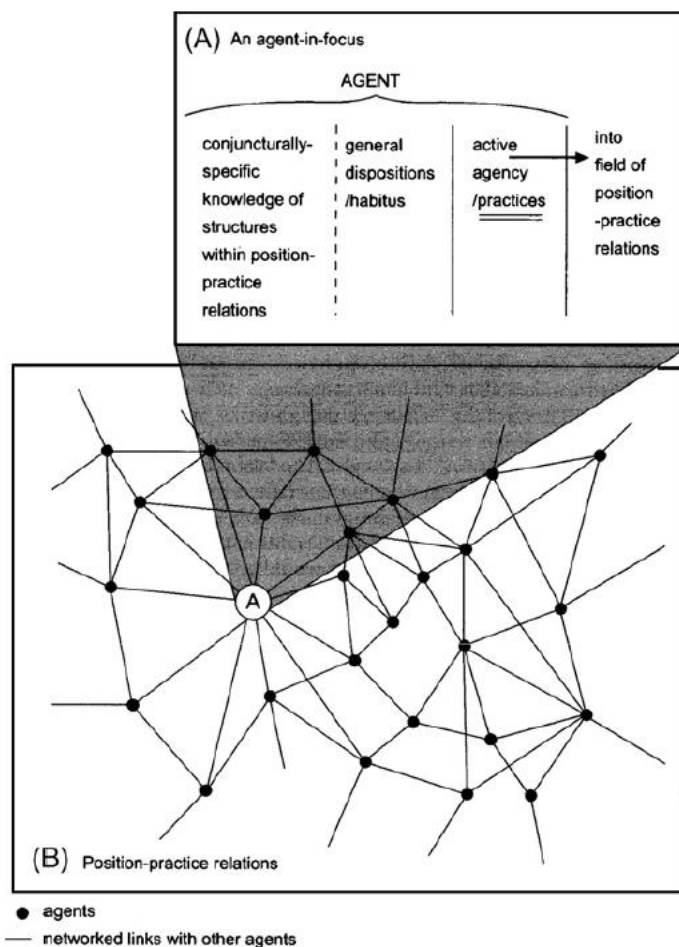 (A) An agent-in-focus
AGENT
conjuncturally-
specific
knowledge of
structures
within position-
practice
relations
general
dispositions
/habitus
active
agency
/practices
into
field of
position
-practice
relations
A
(B) Position-practice relations
agents
networked links with other agents